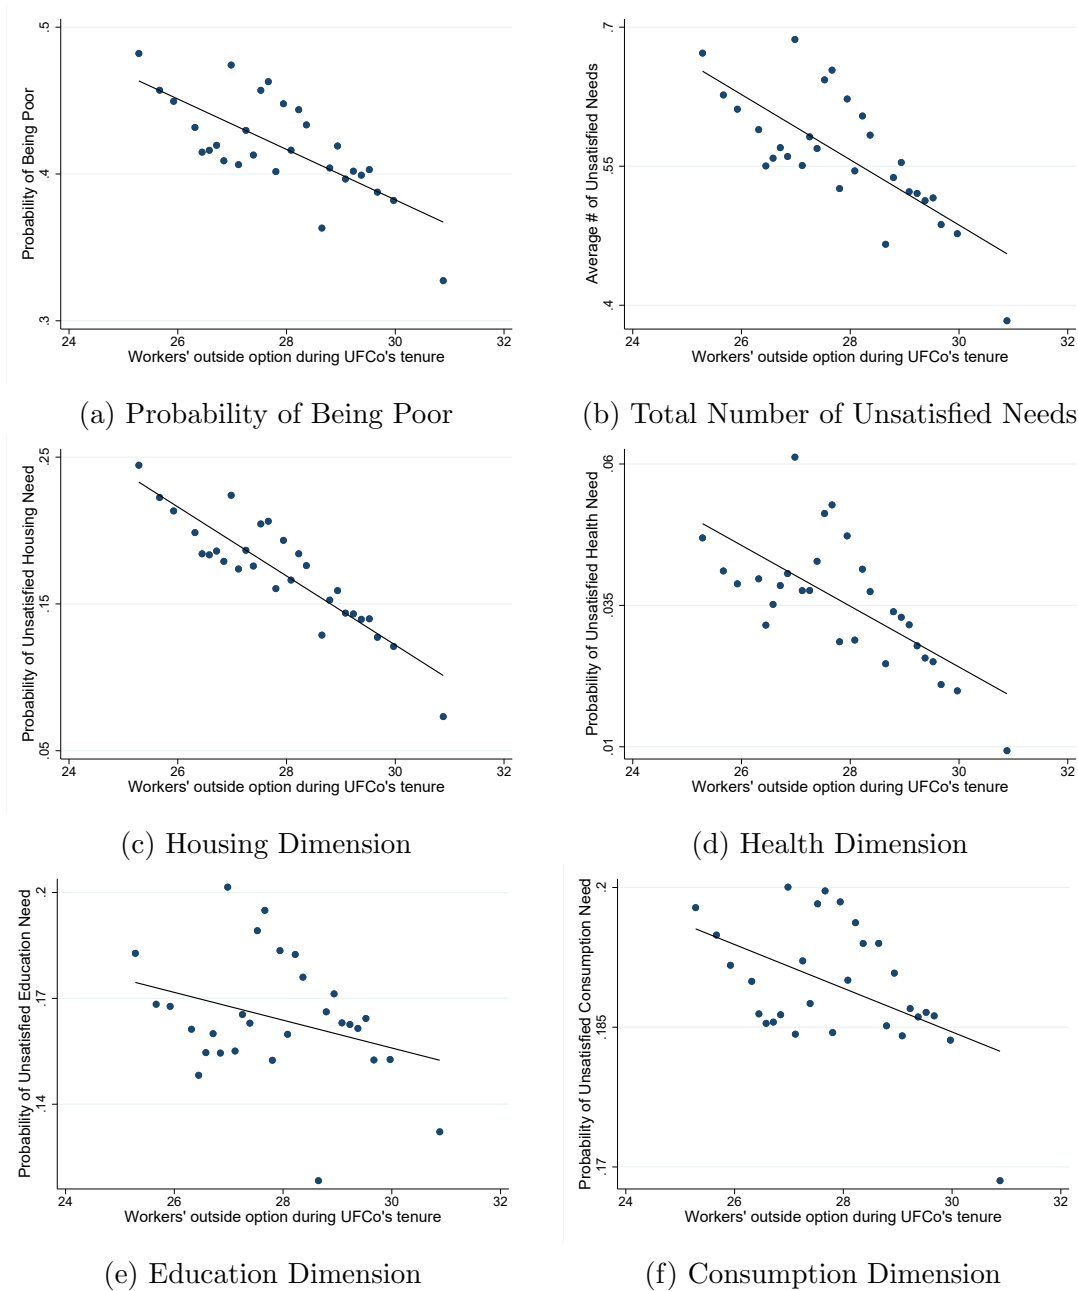 .5
.4
.3
Probability of Being Poor
24 26 28 30 32
Workers' outside option during UFCo's tenure
(a) Probability of Being Poor
.7
.55
.4
Average # of Unsatisfied Needs
24 26 28 30 32
Workers' outside option during UFCo's tenure
(b) Total Number of Unsatisfied Needs
.25
.15
.05
Probability of Unsatisfied Housing Need
24 26 28 30 32
Workers' outside option during UFCo's tenure
(c) Housing Dimension
.06
.035
.01
Probability of Unsatisfied Health Need
24 26 28 30 32
Workers' outside option during UFCo's tenure
(d) Health Dimension
.2
.17
.14
Probability of Unsatisfied Education Need
24 26 28 30 32
Workers' outside option during UFCo's tenure
(e) Education Dimension
.2
.185
.17
Probability of Unsatisfied Consumption Need
24 26 28 30 32
Workers' outside option during UFCo's tenure
(f) Consumption Dimension